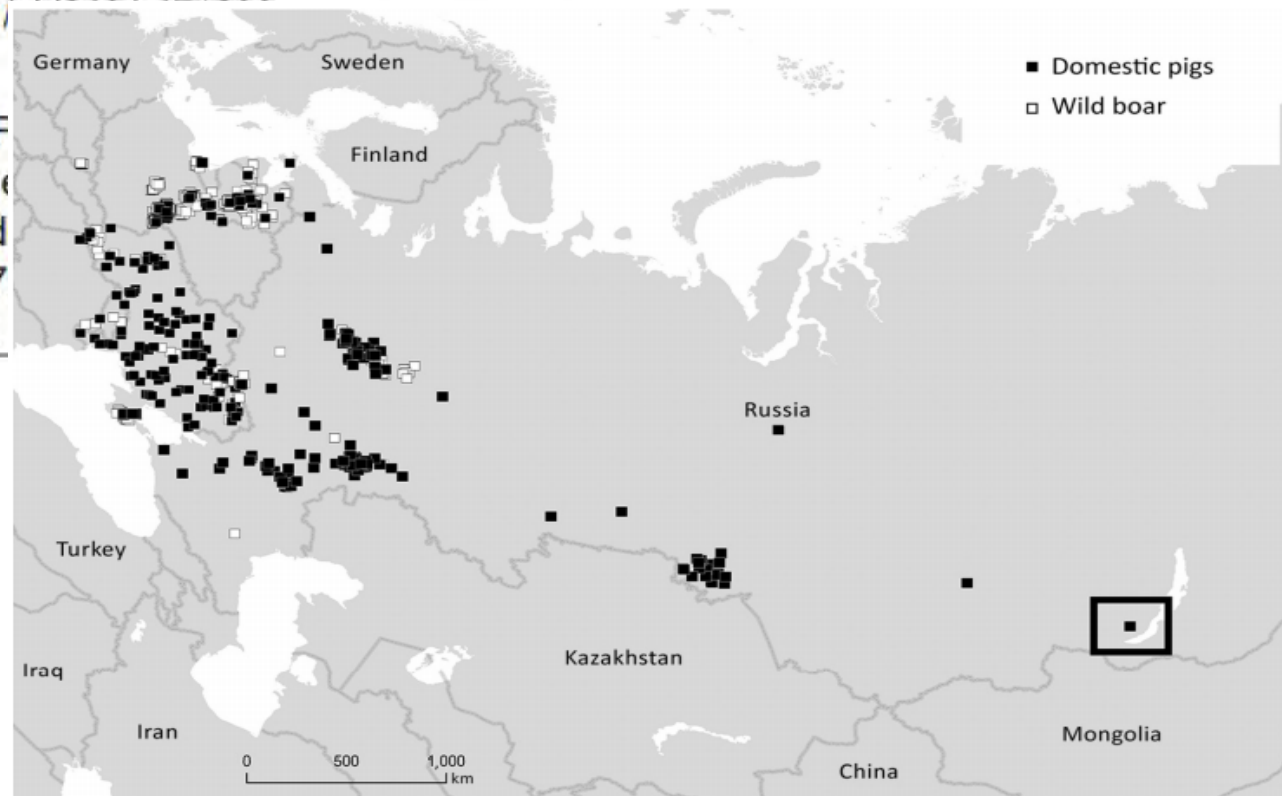 Germany
Sweden
Domestic pigs
Wild boar
Finland
Russia
Turkey
Kazakhstan
Iraq
Iran
Mongolia
China
0 500 1,000
km